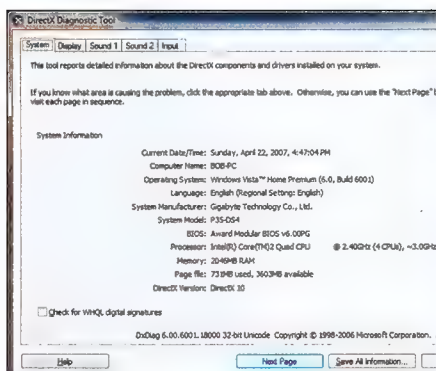 DirectX Diagnostic Tool
System Display Sound 1 Sound 2 Input
This tool reports detailed information about the DirectX components and drivers installed on your system.
If you know what area is causing the problem, click the appropriate tab above. Otherwise, you can use the "Next Page"
visit each page in sequence.
System Information
Current Date/Time: Sunday, April 22, 2007, 4:47:04 PM
Computer Name: BOB-PC
Operating System: Windows Vista™ Home Premium (6.0, Build 6001)
Language: English (Regional Setting: English)
System Manufacturer: Gigabyte Technology Co., Ltd.
System Model: P35-DS4
BIOS: Award Modular BIOS v6.00PG
Processor: Intel(R) Core(TM)2 Quad CPU @ 2.40GHz (4 CPUs), ~3.0GHz
Memory: 2046MB RAM
Page file: 731MB used, 3603MB available
DirectX Version: DirectX 10
Check for WHQL digital signatures
DxDiag 6.00.6001.18000 32-bit Unicode Copyright © 1998-2006 Microsoft Corporation.
Help Next Page Save All Information...